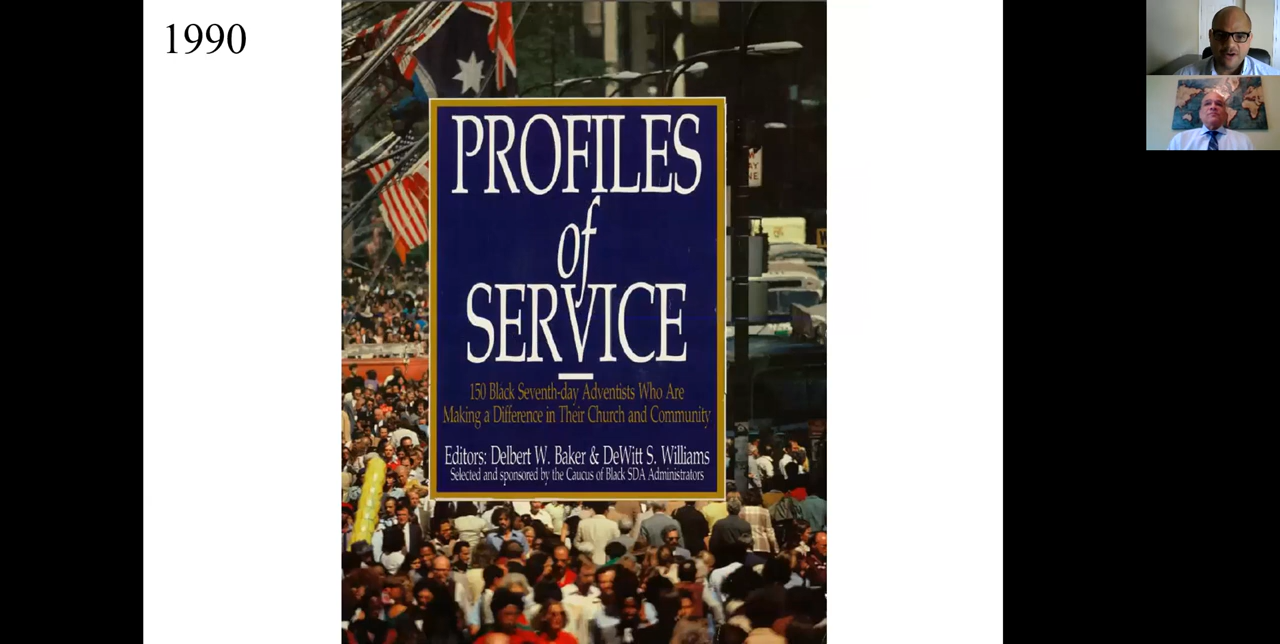 1990
PROFILES
of
SERVICE
150 Black Seventh-day Adventists Who Are
Making a Difference in Their Church and Community
Editors: Delbert W. Baker & DeWitt S. Williams
Selected and sponsored by the Caucus of Black SDA Administrators